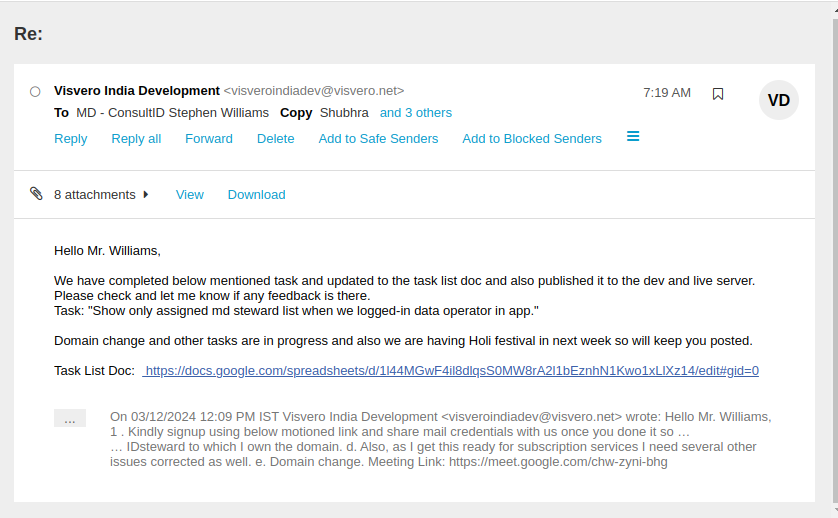 Re:
Visvero India Development <visveroindiadev@visvero.net>
7:19 AM
VD
To MD - ConsultID Stephen Williams Copy Shubhra and 3 others
Reply Reply all Forward Delete Add to Safe Senders Add to Blocked Senders
8 attachments View Download
Hello Mr. Williams,
We have completed below mentioned task and updated to the task list doc and also published it to the dev and live server.
Please check and let me know if any feedback is there.
Task: "Show only assigned md steward list when we logged-in data operator in app."
Domain change and other tasks are in progress and also we are having Holi festival in next week so will keep you posted.
Task List Doc: https://docs.google.com/spreadsheets/d/1l44MGwF4il8dlqsS0MW8rA2I1bEznhN1Kwo1xLlXz14/edit#gid=0
...
On 03/12/2024 12:09 PM IST Visvero India Development <visveroindiadev@visvero.net> wrote: Hello Mr. Williams,
1 . Kindly signup using below motioned link and share mail credentials with us once you done it so …
… IDsteward to which I own the domain. d. Also, as I get this ready for subscription services I need several other
issues corrected as well. e. Domain change. Meeting Link: https://meet.google.com/chw-zyni-bhg